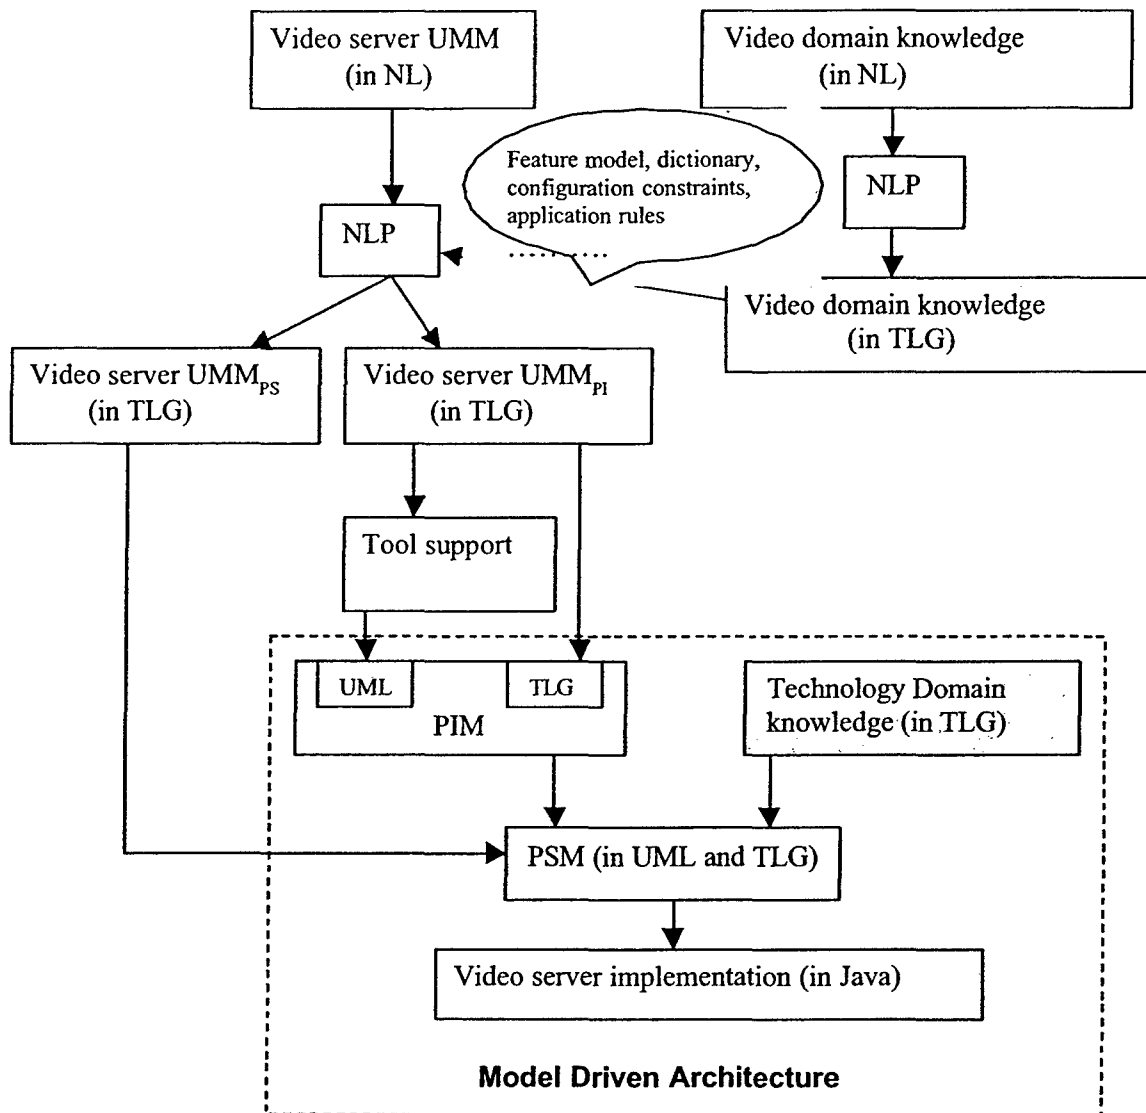 Video server UMM
(in NL)
Video domain knowledge
(in NL)
Feature model, dictionary,
configuration constraints,
application rules
NLP
NLP
Video domain knowledge
(in TLG)
Video server UMMPS
(in TLG)
Video server UMMPI
(in TLG)
Tool support
UML
TLG
PIM
Technology Domain
knowledge (in TLG)
PSM (in UML and TLG)
Video server implementation (in Java)
Model Driven Architecture